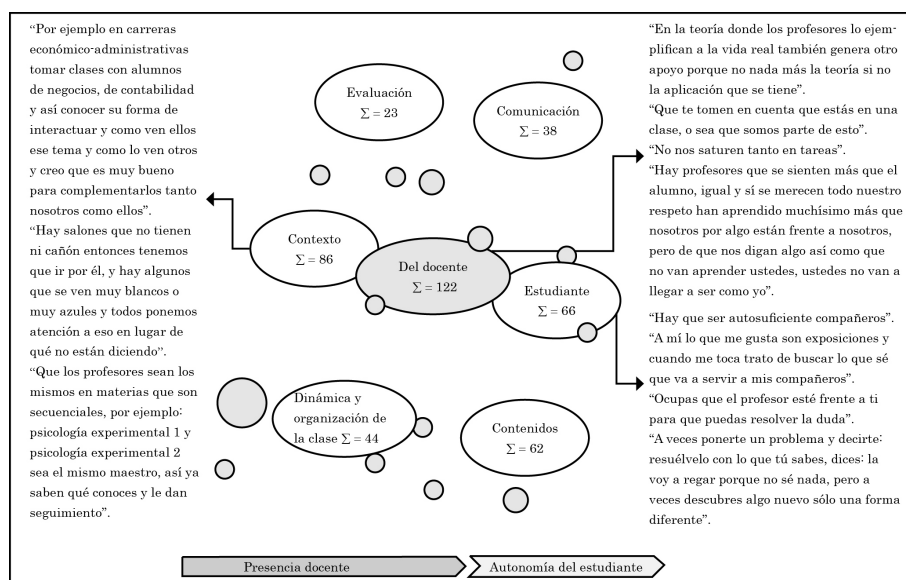 “Por ejemplo en carreras
económico-administrativas
tomar clases con alumnos
de negocios, de contabilidad
y así conocer su forma de
interactuar y como ven ellos
ese tema y como lo ven otros
y creo que es muy bueno
para complementarlos tanto
nosotros como ellos”.
“Hay salones que no tienen
ni cañón entonces tenemos
que ir por él, y hay algunos
que se ven muy blancos o
muy azules y todos ponemos
atención a eso en lugar de
qué no están diciendo”.
“Que los profesores sean los
mismos en materias que son
secuenciales, por ejemplo:
psicología experimental 1 y
psicología experimental 2
sea el mismo maestro, así ya
saben qué conoces y le dan
seguimiento”.
Evaluación
∑ = 23
Comunicación
∑ = 38
Contexto
∑ = 86
Del docente
∑ = 122
Estudiante
∑ = 66
Dinámica y
organización de
la clase ∑ = 44
Contenidos
∑ = 62
“En la teoría donde los profesores lo ejem-
plifican a la vida real también genera otro
apoyo porque no nada más la teoría si no
la aplicación que se tiene”.
“Que te tomen en cuenta que estás en una
clase, o sea que somos parte de esto”.
“No nos saturen tanto en tareas”.
“Hay profesores que se sienten más que el
alumno, igual y sí se merecen todo nuestro
respeto han aprendido muchísimo más que
nosotros por algo están frente a nosotros,
pero de que nos digan algo así como que
no van aprender ustedes, ustedes no van a
llegar a ser como yo”.
“Hay que ser autosuficiente compañeros”.
“A mí lo que me gusta son exposiciones y
cuando me toca trato de buscar lo que sé
que va a servir a mis compañeros”.
“Ocupas que el profesor esté frente a ti
para que puedas resolver la duda”.
“A veces ponerte un problema y decirte:
resuélvelo con lo que tú sabes, dices: la
voy a regar porque no sé nada, pero a
veces descubres algo nuevo sólo una forma
diferente”.
Presencia docente
Autonomía del estudiante